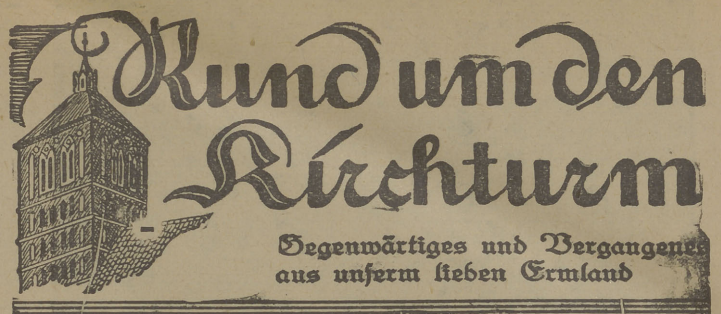 Rund um den
Kirchturm
Gegenwärtiges und Vergangenes
aus unserm lieben Ermland